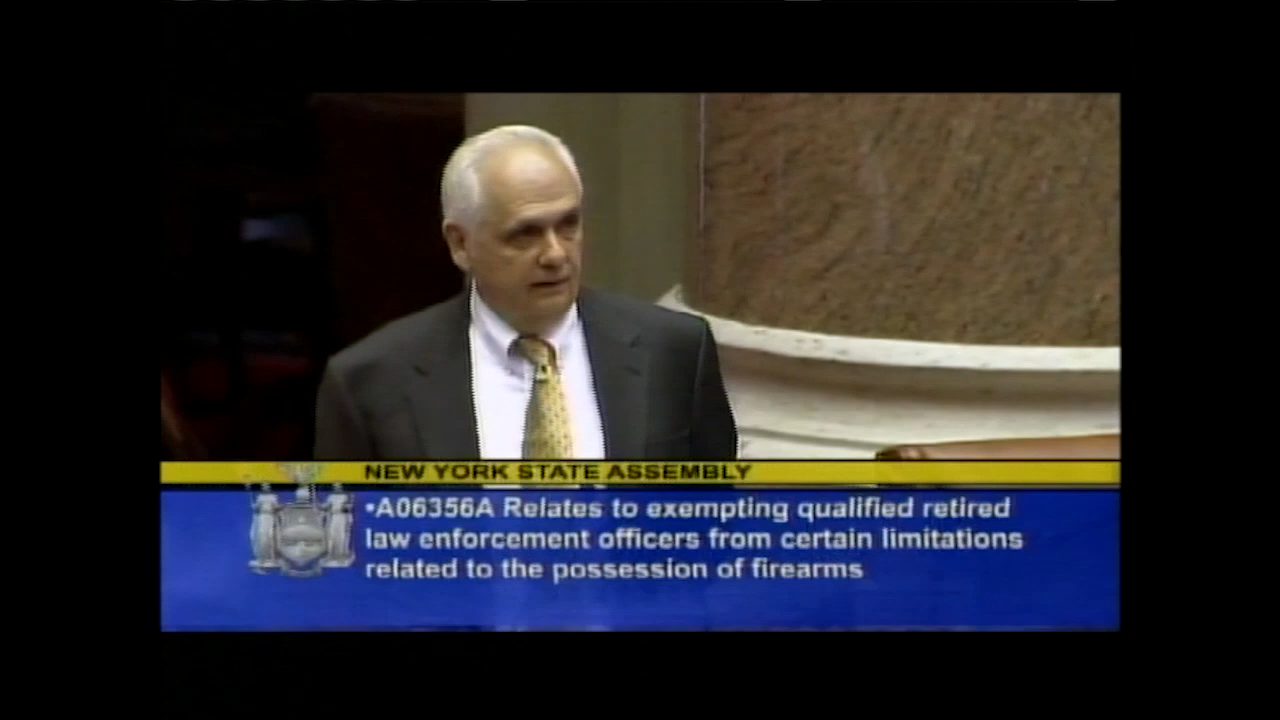 NEW YORK STATE ASSEMBLY
•A06356A Relates to exempting qualified retired
law enforcement officers from certain limitations
related to the possession of firearms